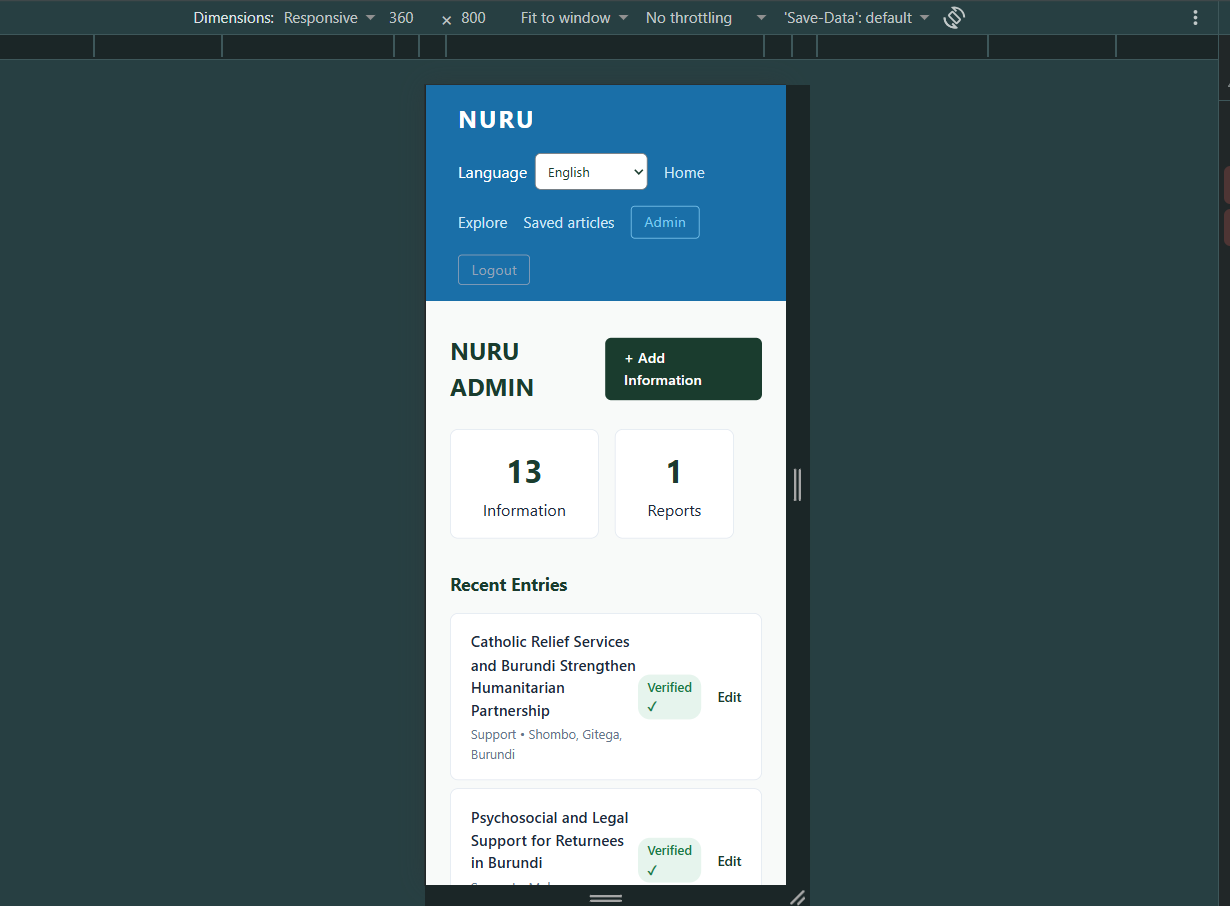 Dimensions: Responsive 360 × 800 Fit to window No throttling 'Save-Data': default
NURU
Language English Home
Explore Saved articles Admin
Logout
NURU
ADMIN
+ Add
Information
13
Information
1
Reports
Recent Entries
Catholic Relief Services
and Burundi Strengthen
Humanitarian
Partnership
Support • Shombo, Gitega,
Burundi
Verified
✓
Edit
Psychosocial and Legal
Support for Returnees
in Burundi
Verified
✓
Edit